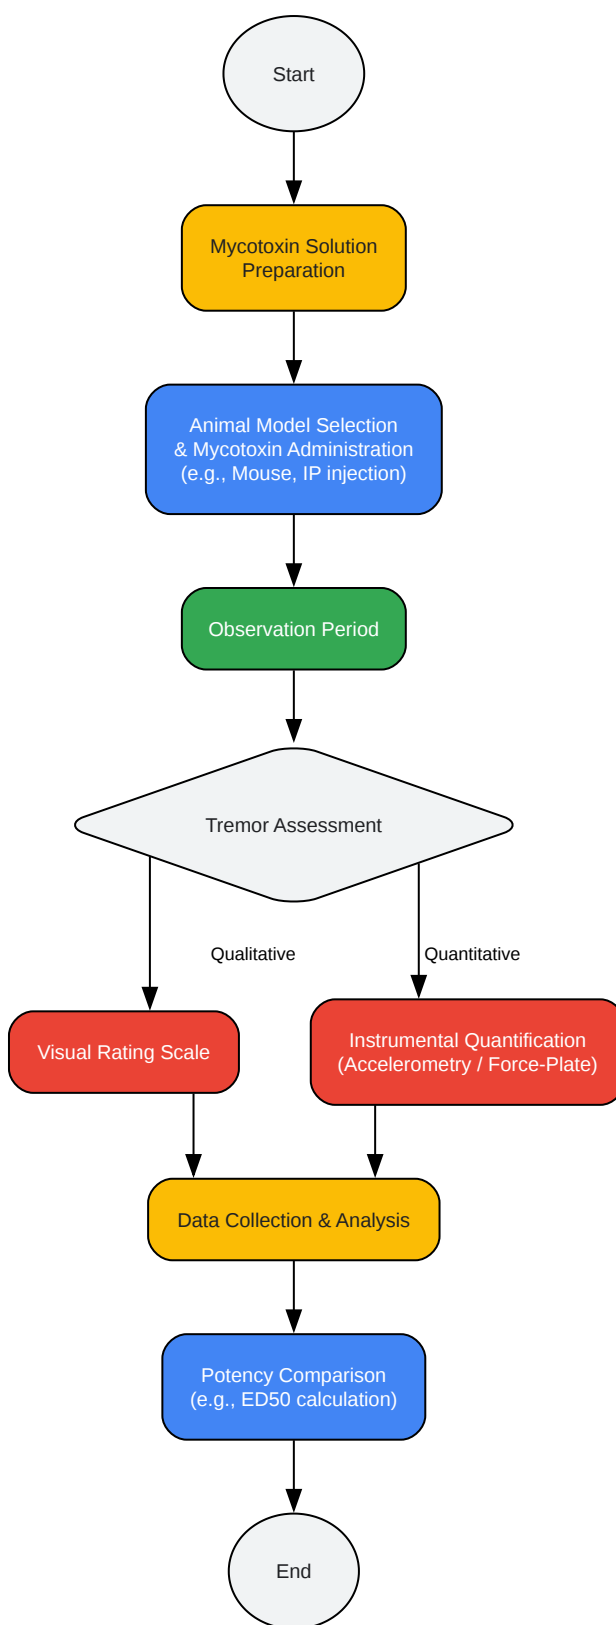 Start
Mycotoxin Solution
Preparation
Animal Model Selection
& Mycotoxin Administration
(e.g., Mouse, IP injection)
Observation Period
Tremor Assessment
Qualitative
Quantitative
Visual Rating Scale
Instrumental Quantification
(Accelerometry / Force-Plate)
Data Collection & Analysis
Potency Comparison
(e.g., ED50 calculation)
End